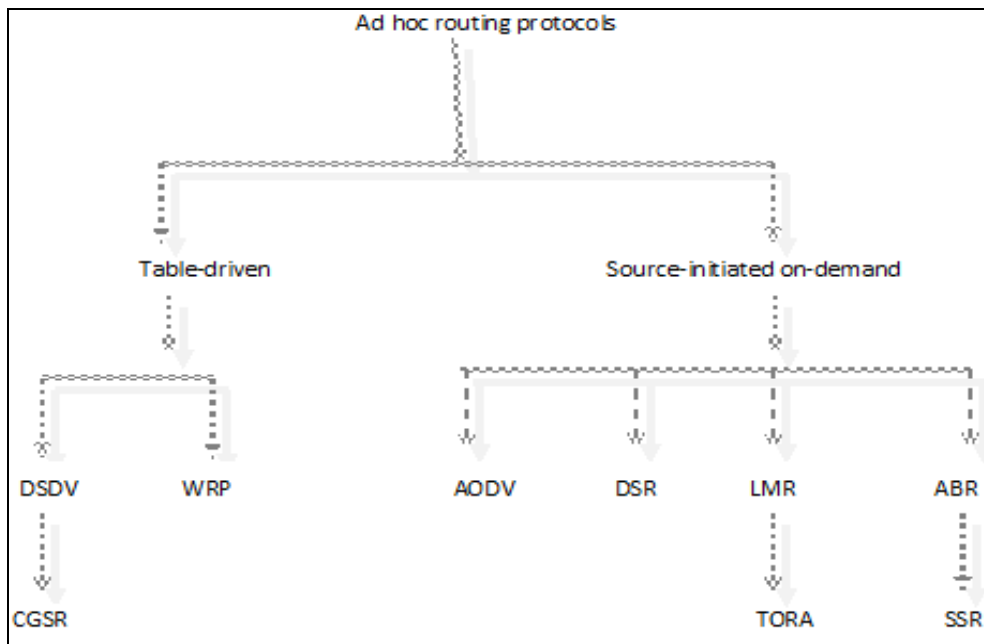 Ad hoc routing protocols
Table-driven
Source-initiated on-demand
DSDV
WRP
AODV
DSR
LMR
ABR
CGSR
TORA
SSR